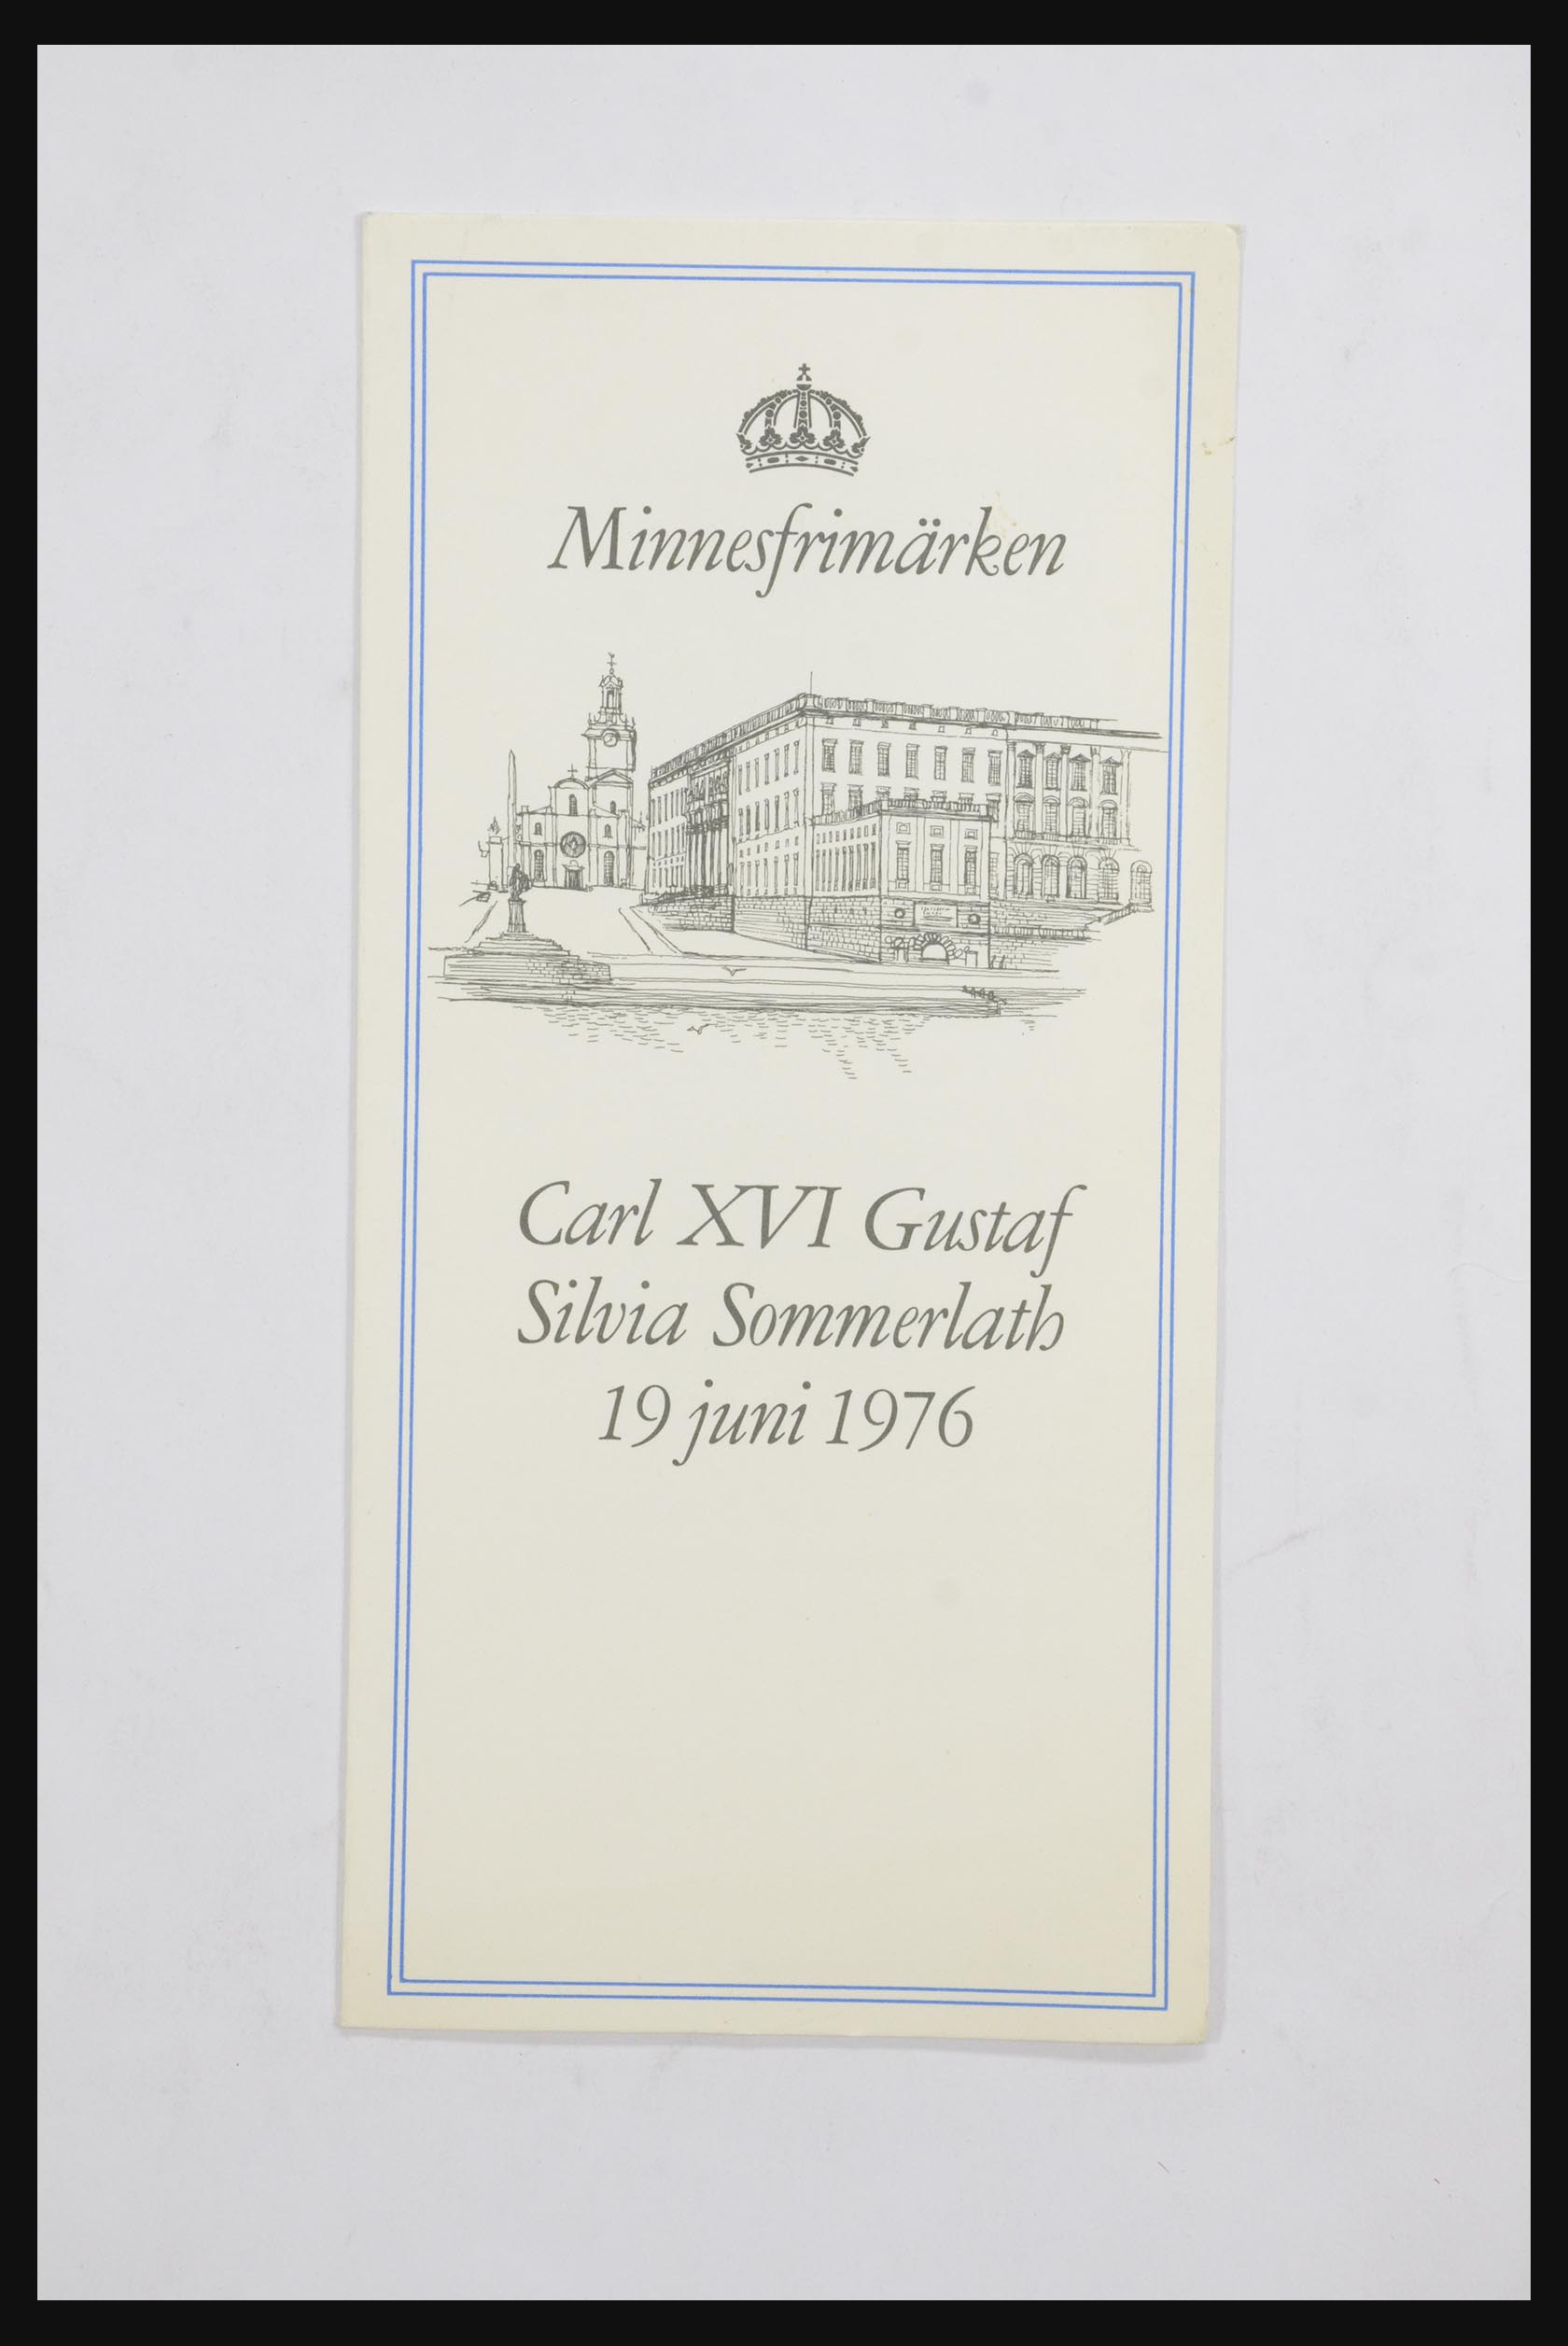 Minnesfrimärken
Carl XVI Gustaf
Silvia Sommerlath
19 juni 1976